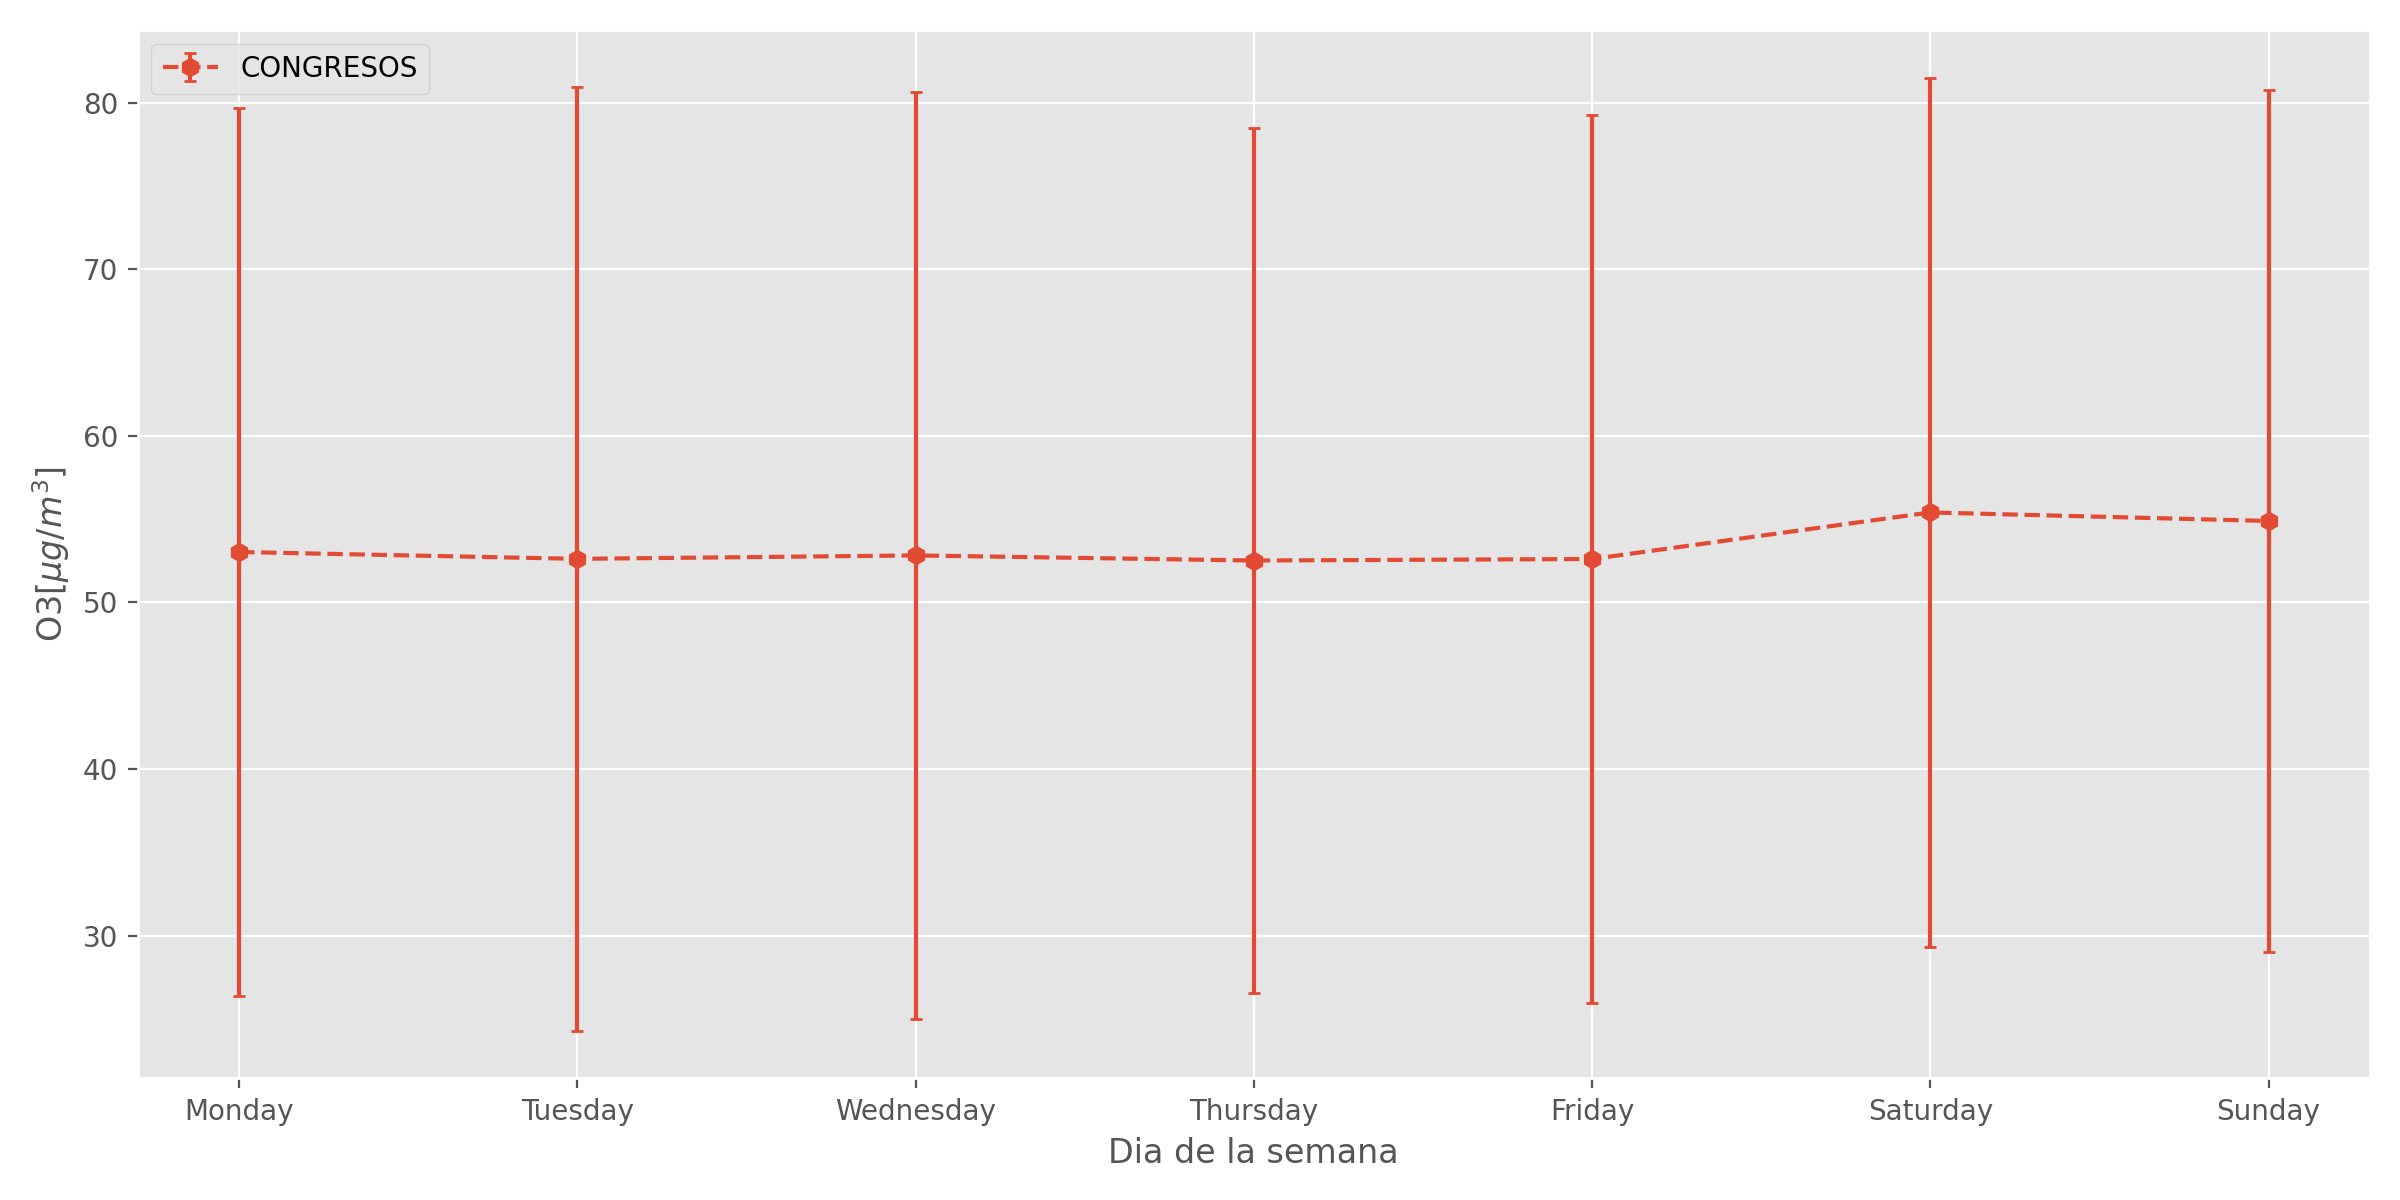 CONGRESOS
80
70
60
50
40
30
O3[μg/m³]
Monday Tuesday Wednesday Thursday Friday Saturday Sunday
Dia de la semana